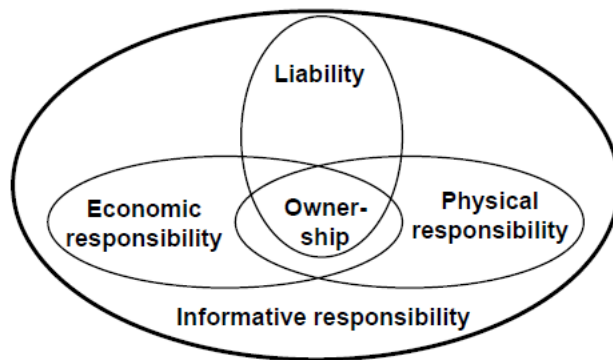 Liability
Economic
responsibility
Owner-
ship
Physical
responsibility
Informative responsibility